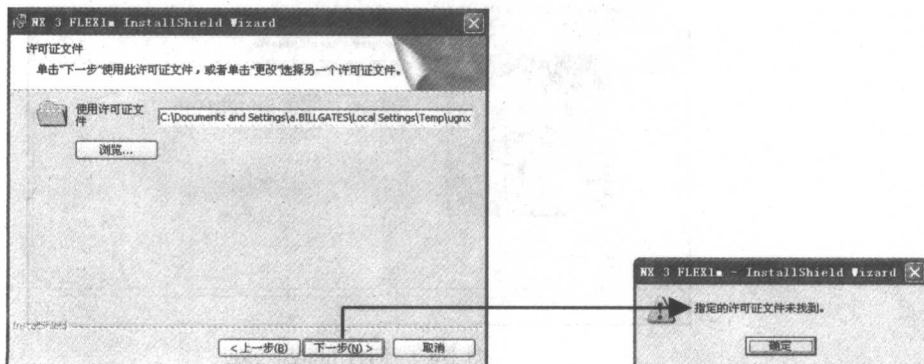 NX 3 FLEXlm InstallShield Wizard
许可证文件
单击"下一步"使用此许可证文件，或者单击"更改"选择另一个许可证文件。
使用许可证文
件
C:\Documents and Settings\a.BILLGATES\Local Settings\Temp\ugnx
浏览...
InstallShield
<上一步(B)
下一步(N) >
取消
NX 3 FLEXlm - InstallShield Wizard
指定的许可证文件未找到。
确定